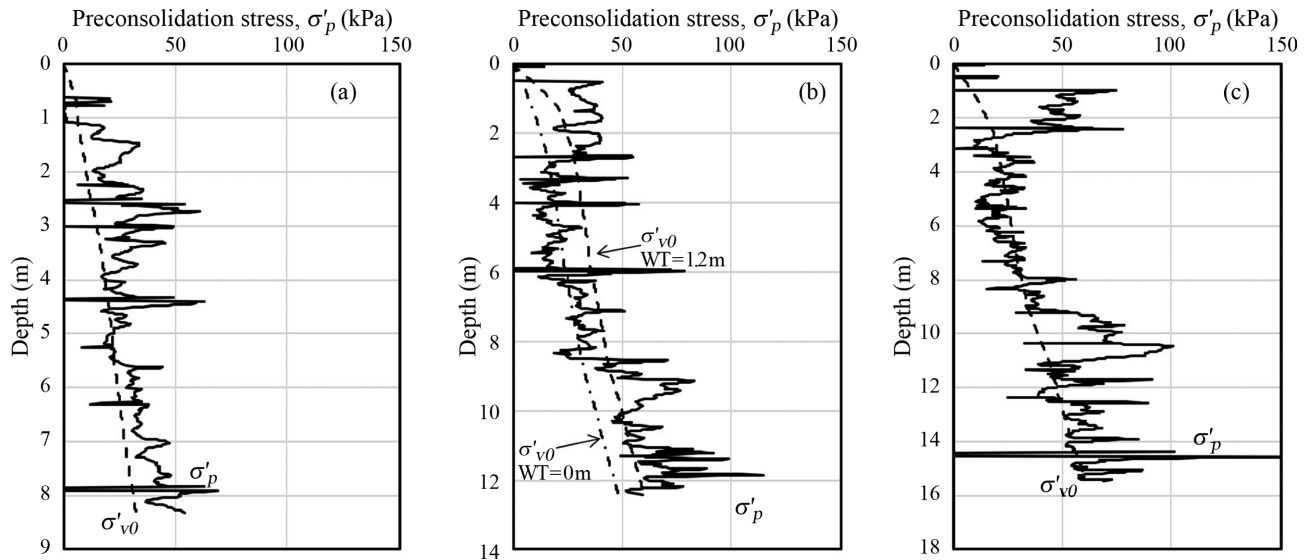 Preconsolidation stress, σ′p (kPa)
0 50 100 150
0
1
2
3
4
5
6
7
8
9
Depth (m)
(a)
σ′p
σ′v0
Preconsolidation stress, σ′p (kPa)
0 50 100 150
0
2
4
6
8
10
12
14
Depth (m)
(b)
σ′v0
WT=1.2m
σ′v0
WT=0m
σ′p
Preconsolidation stress, σ′p (kPa)
0 50 100 150
0
2
4
6
8
10
12
14
16
18
Depth (m)
(c)
σ′p
σ′v0